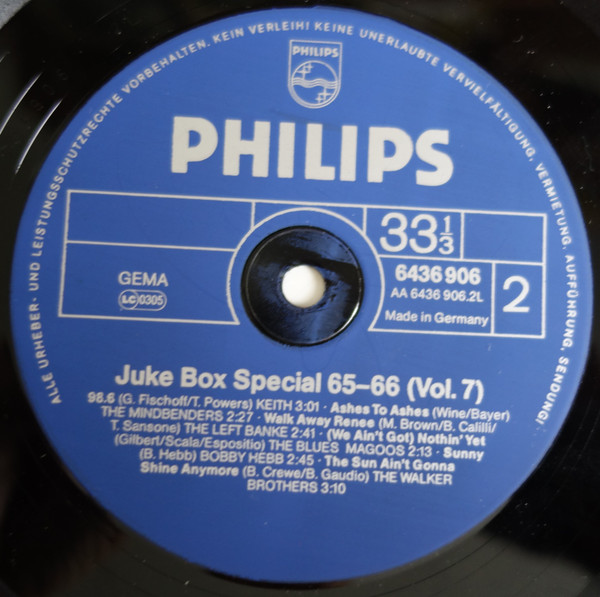 ALLE URHEBER- UND LEISTUNGSSCHUTZRECHTE VORBEHALTEN. KEIN VERLEIH! KEINE UNERLAUBTE VERVIELFÄLTIGUNG, VERMIETUNG, AUFFÜHRUNG, SENDUNG!
PHILIPS
PHILIPS
33 1/3
GEMA
LC 0305
6436 906
AA 6436 906.2L
Made in Germany
2
Juke Box Special 65–66 (Vol. 7)
98.6 (G. Fischoff/T. Powers) KEITH 3:01 · Ashes To Ashes (Wine/Bayer)
THE MINDBENDERS 2:27 · Walk Away Renee (M. Brown/B. Calilli/
T. Sansone) THE LEFT BANKE 2:41 · (We Ain't Got) Nothin' Yet
(Gilbert/Scala/Espositio) THE BLUES MAGOOS 2:13 · Sunny
(B. Hebb) BOBBY HEBB 2:45 · The Sun Ain't Gonna
Shine Anymore (B. Crewe/B. Gaudio) THE WALKER
BROTHERS 3:10